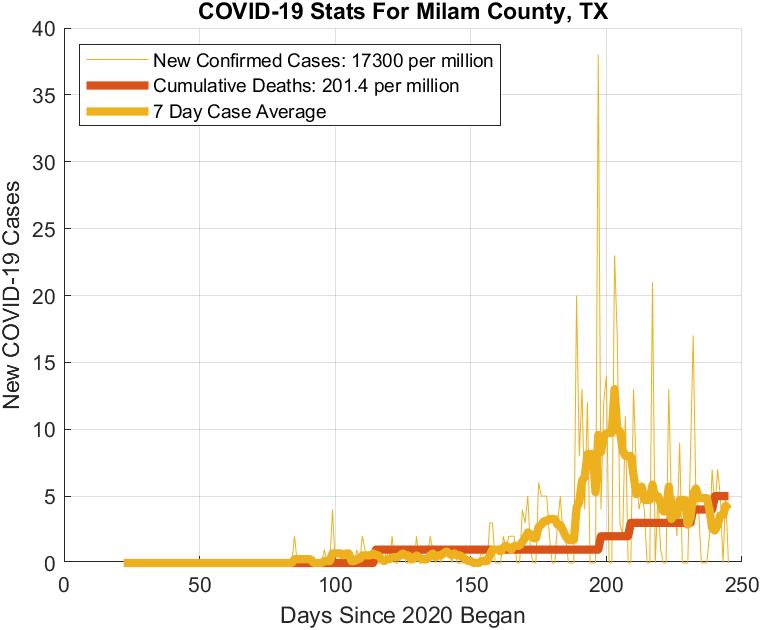 COVID-19 Stats For Milam County, TX
New Confirmed Cases: 17300 per million
Cumulative Deaths: 201.4 per million
7 Day Case Average
New COVID-19 Cases
40
35
30
25
20
15
10
5
0
0 50 100 150 200 250
Days Since 2020 Began